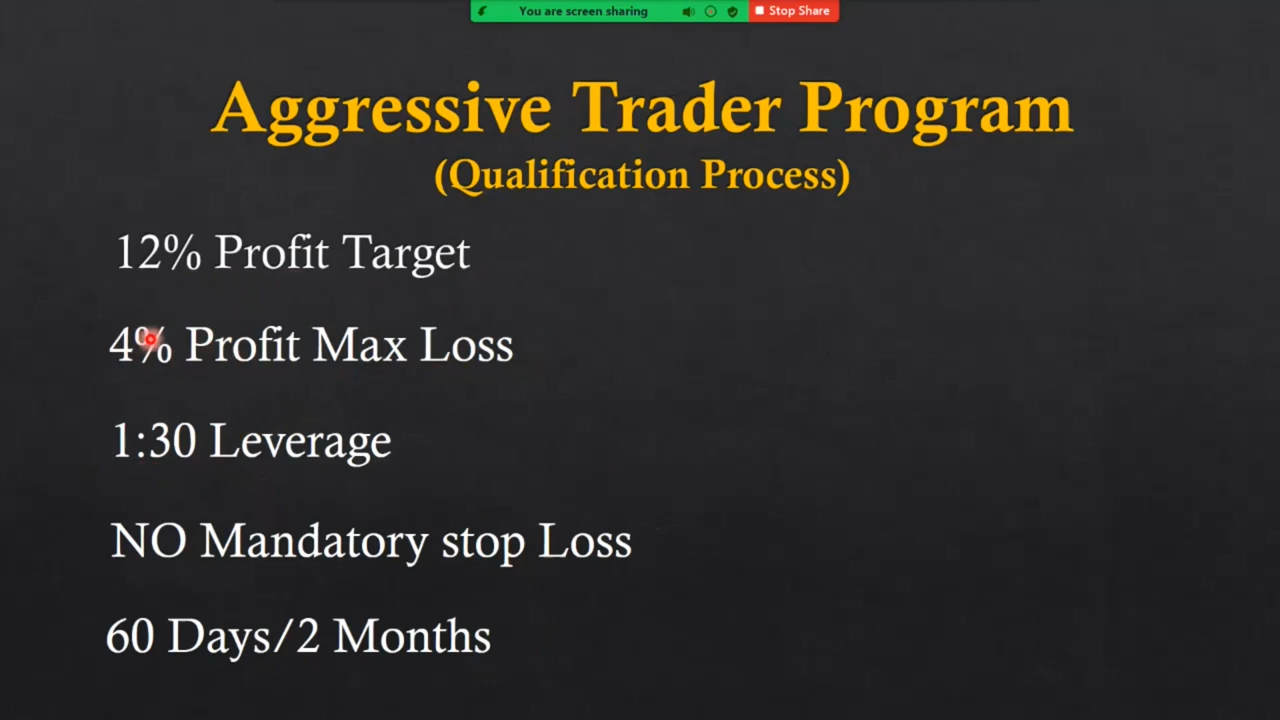 You are screen sharing Stop Share
Aggressive Trader Program
(Qualification Process)
12% Profit Target
4% Profit Max Loss
1:30 Leverage
NO Mandatory stop Loss
60 Days/2 Months